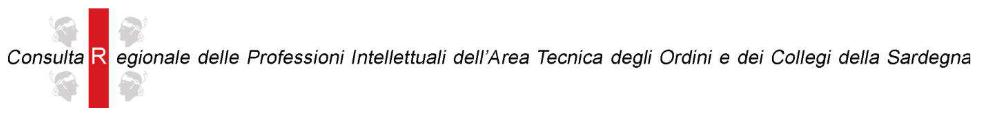 Consulta Regionale delle Professioni Intellettuali dell'Area Tecnica degli Ordini e dei Collegi della Sardegna